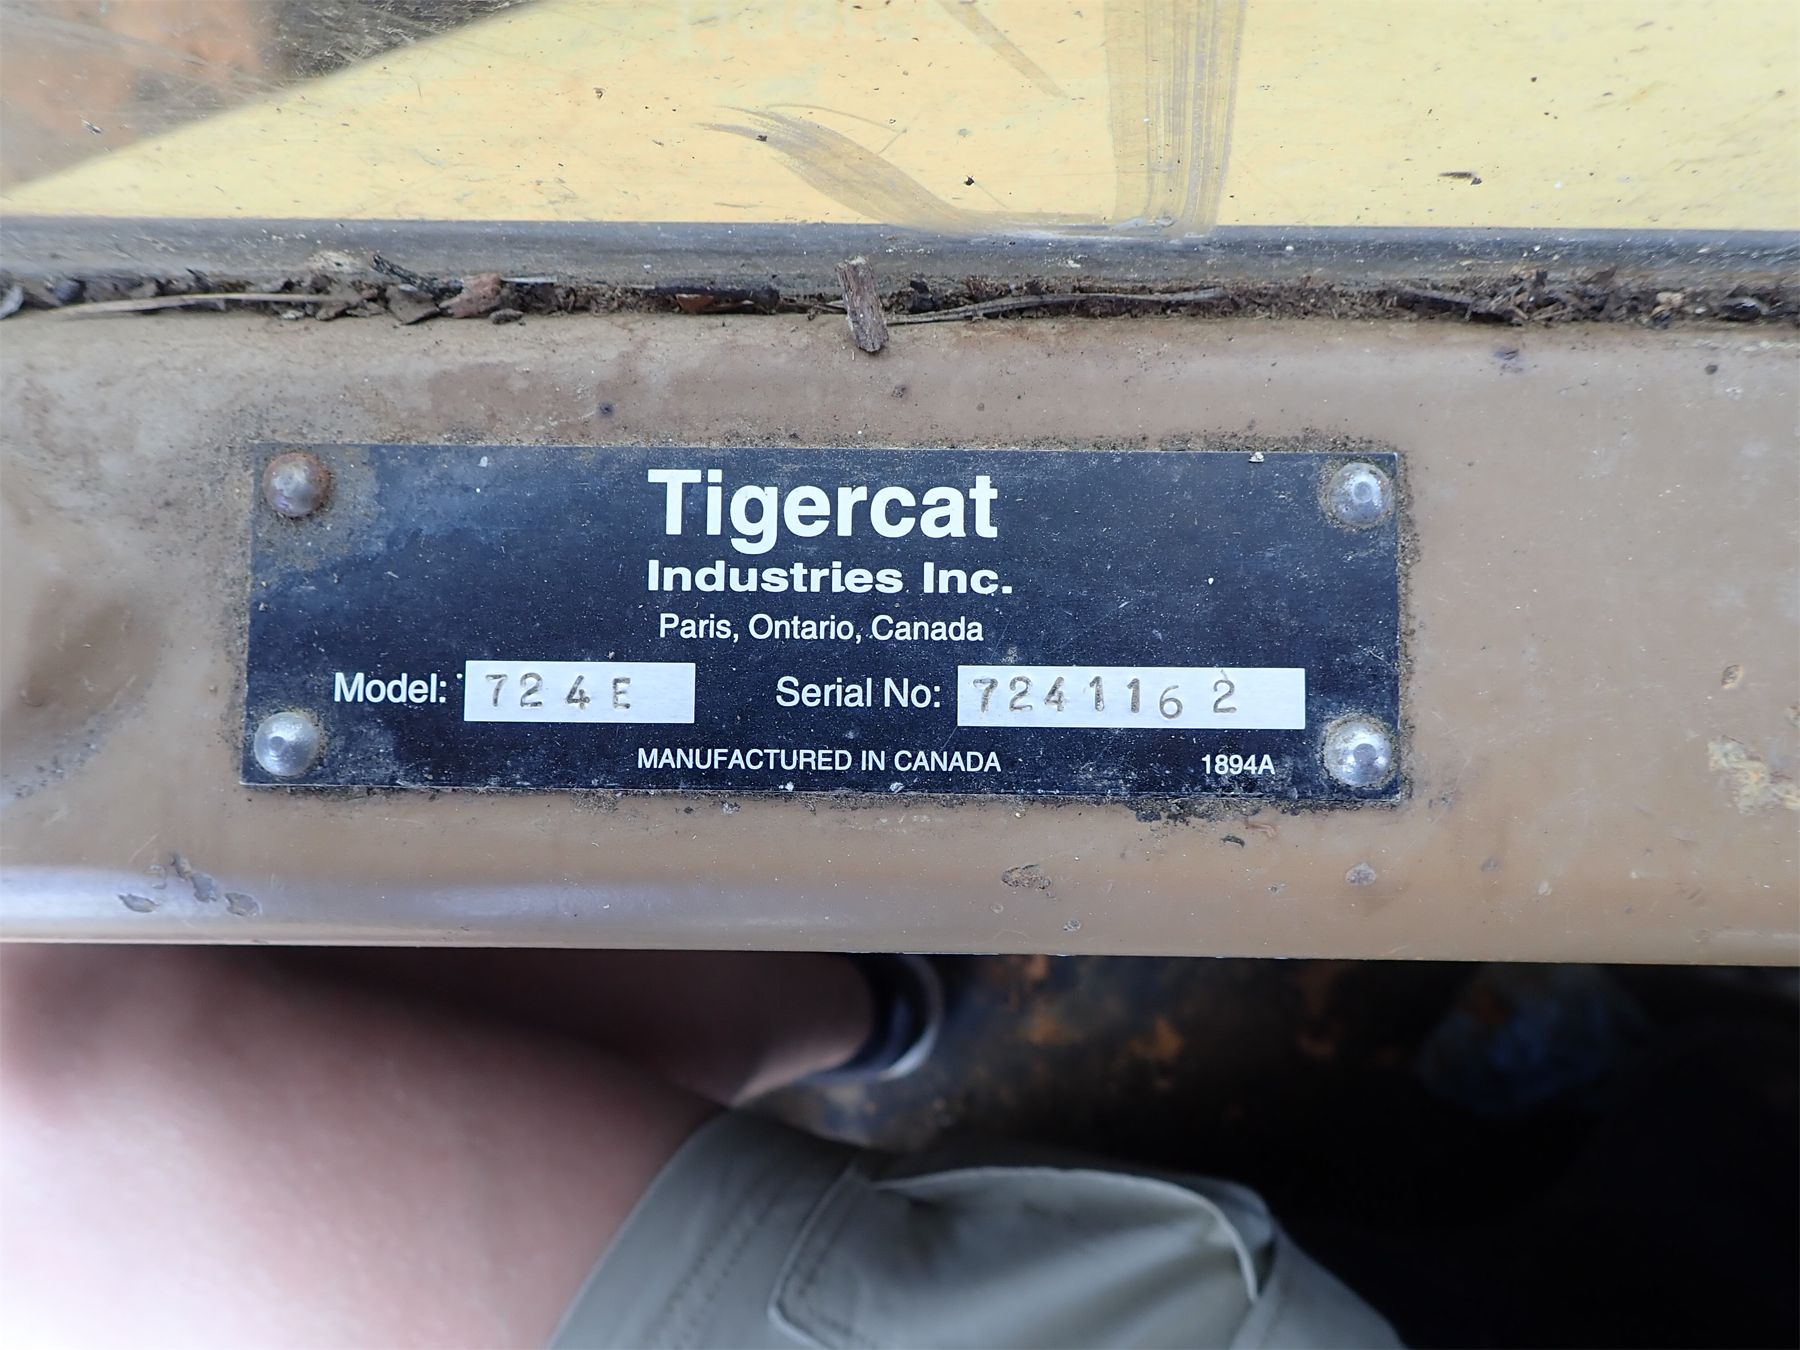 Tigercat
Industries Inc.
Paris, Ontario, Canada
Model: 724E Serial No: 7241162
MANUFACTURED IN CANADA 1894A